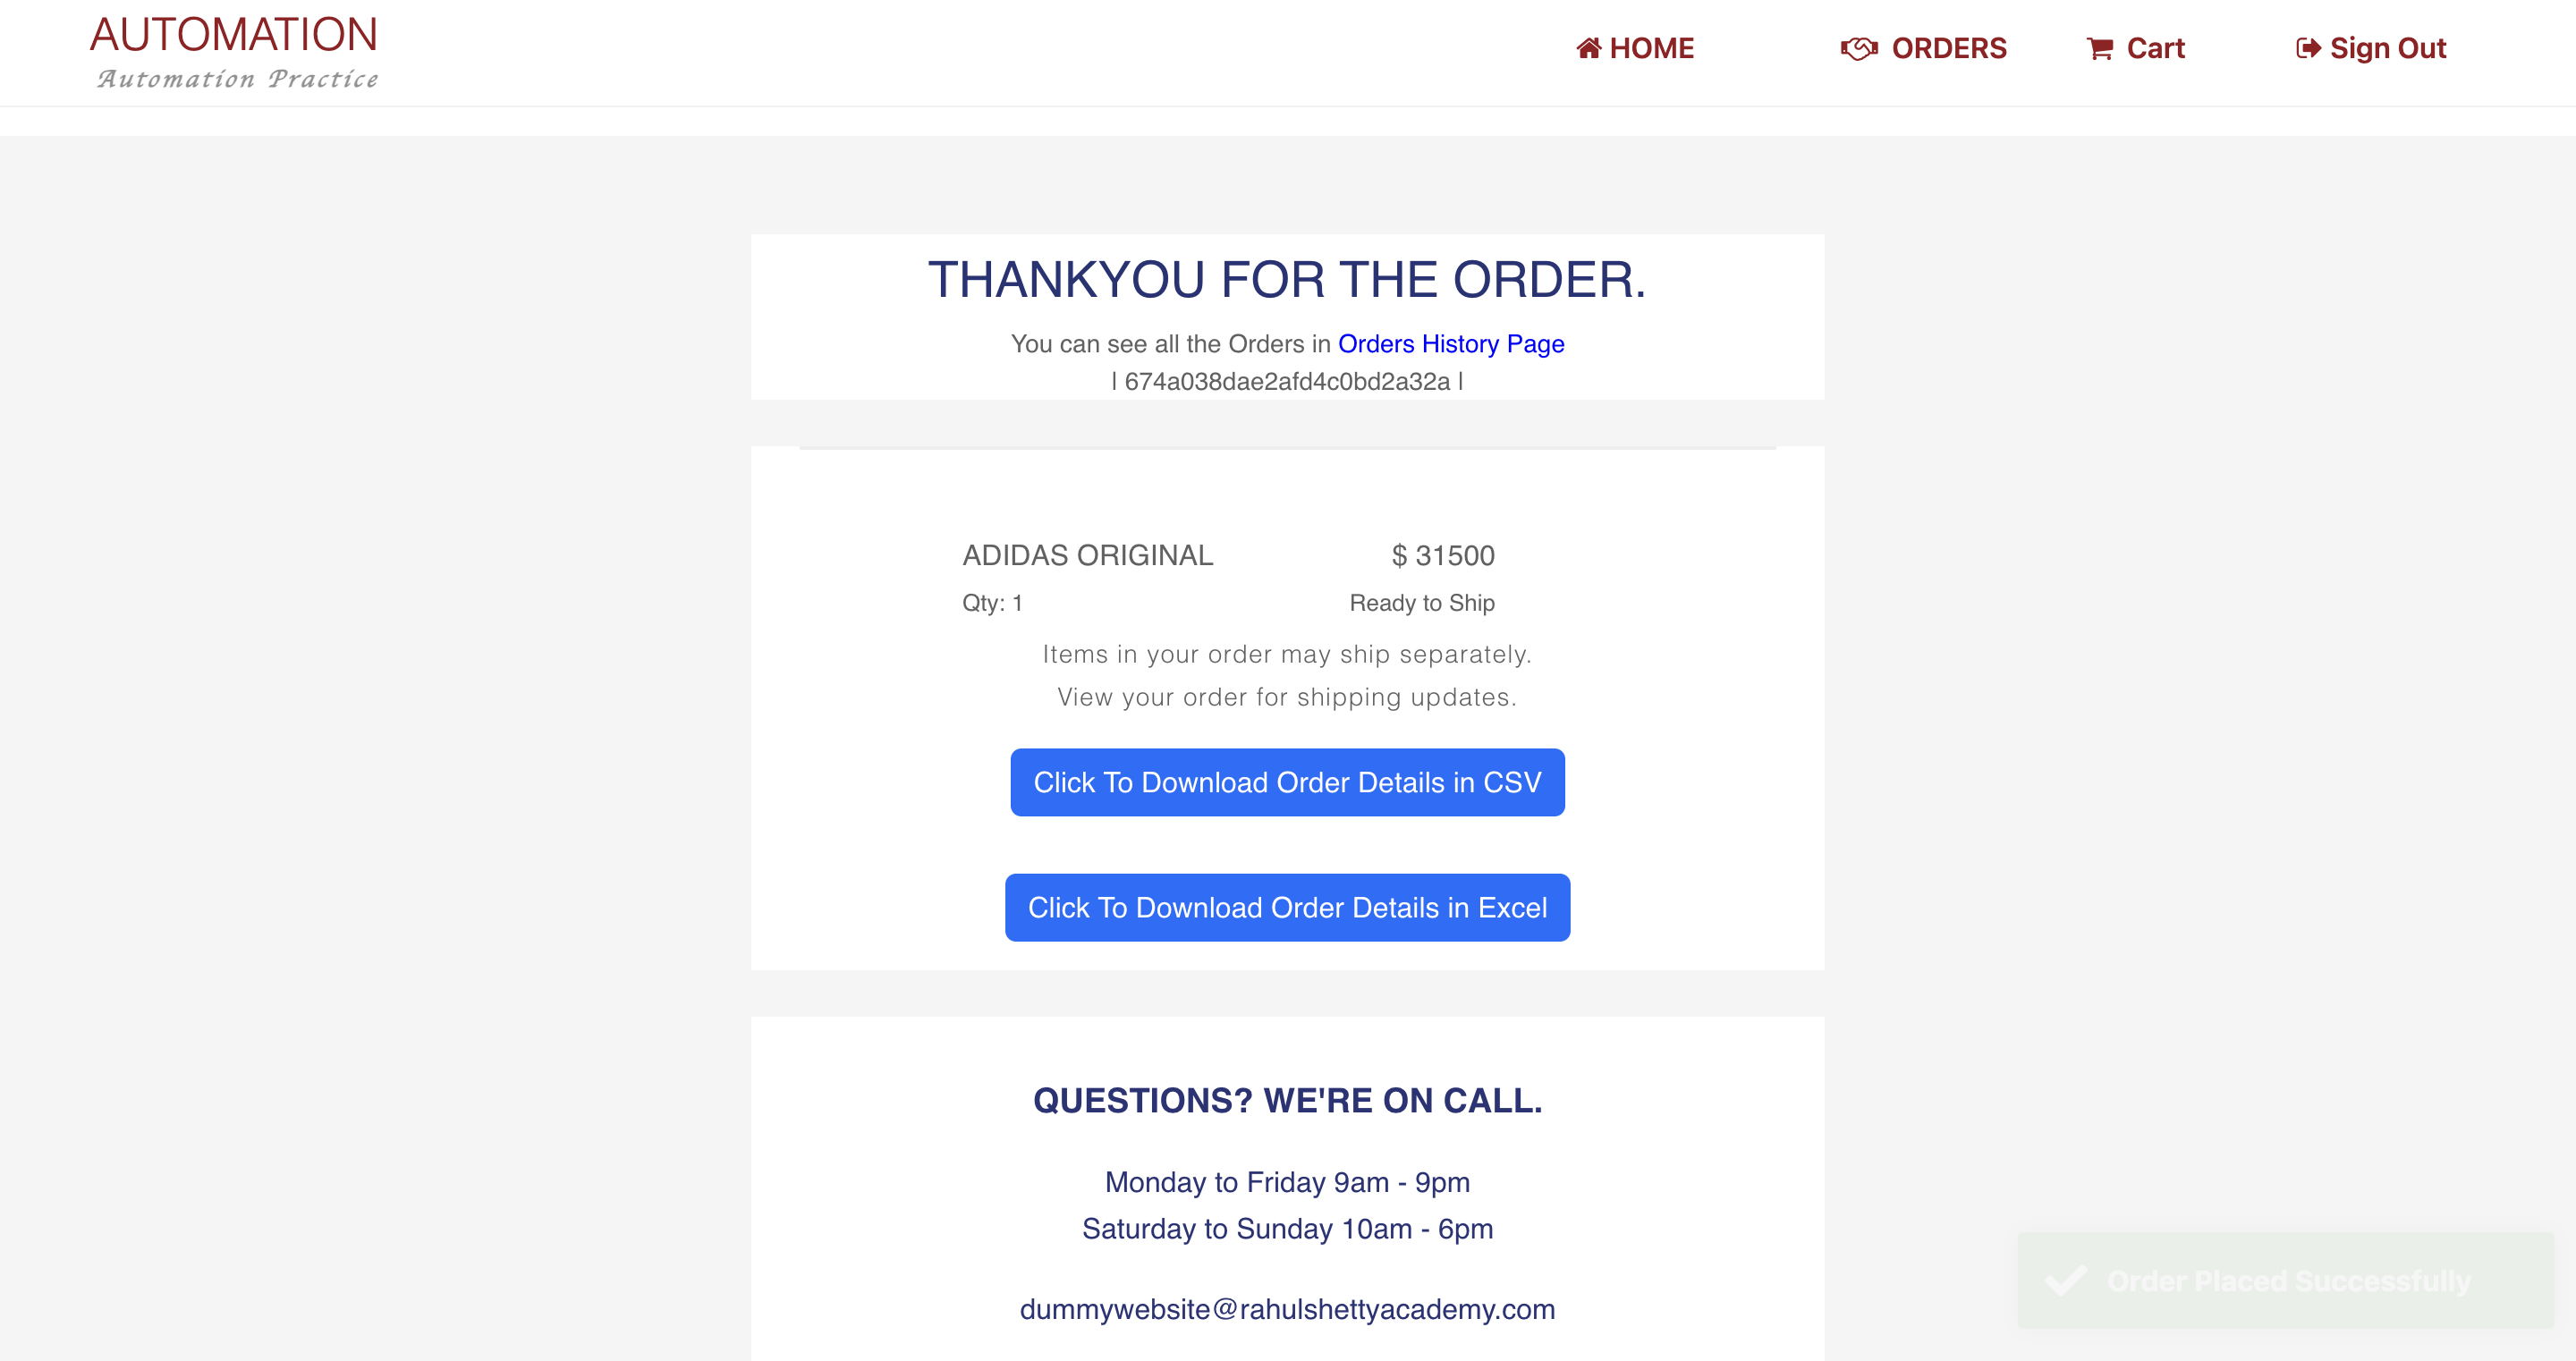 AUTOMATION
Automation Practice
HOME
ORDERS
Cart
Sign Out
THANKYOU FOR THE ORDER.
You can see all the Orders in Orders History Page
| 674a038dae2afd4c0bd2a32a |
ADIDAS ORIGINAL
$ 31500
Qty: 1
Ready to Ship
Items in your order may ship separately.
View your order for shipping updates.
Click To Download Order Details in CSV
Click To Download Order Details in Excel
QUESTIONS? WE'RE ON CALL.
Monday to Friday 9am - 9pm
Saturday to Sunday 10am - 6pm
Order Placed Successfully
dummywebsite@rahulshettyacademy.com